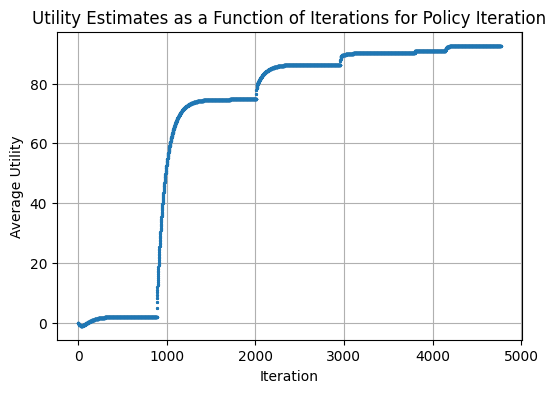 Utility Estimates as a Function of Iterations for Policy Iteration
Average Utility
80
60
40
20
0
0 1000 2000 3000 4000 5000
Iteration